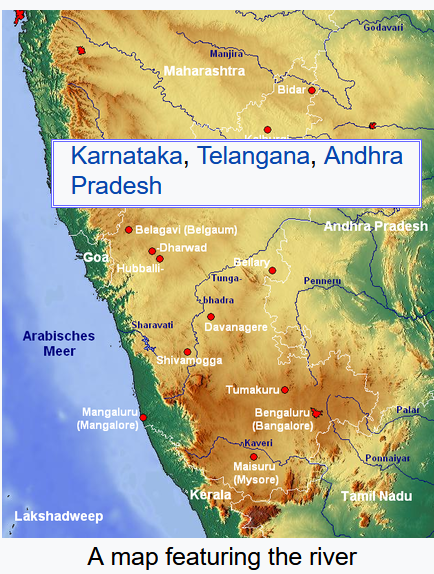 Godavari
Manjira
Maharashtra
Bidar
Karnataka, Telangana, Andhra
Pradesh
Belagavi (Belgaum)
Andhra Pradesh
Dharwad
Goa
Hubballi-
Bellary
Tunga-
Penneru
bhadra
Sharavati
Davanagere
Arabisches
Meer
Shivamogga
Tumakuru
Mangaluru
(Mangalore)
Bengaluru
(Bangalore)
Palar
Kaveri
Ponnaiyar
Maisuru
(Mysore)
Kerala
Tamil Nadu
Lakshadweep
A map featuring the river